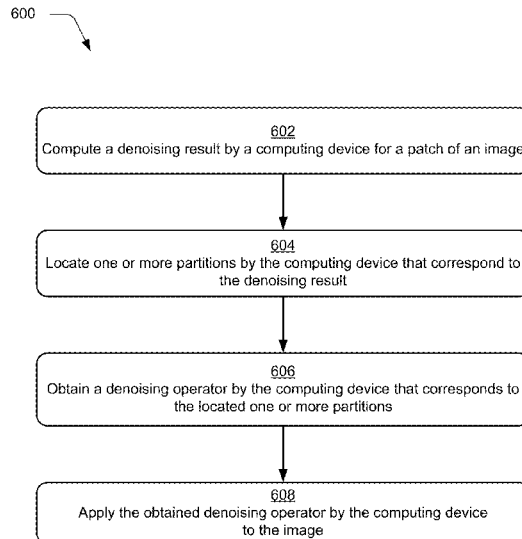 600
602
Compute a denoising result by a computing device for a patch of an image
604
Locate one or more partitions by the computing device that correspond to
the denoising result
606
Obtain a denoising operator by the computing device that corresponds to
the located one or more partitions
608
Apply the obtained denoising operator by the computing device
to the image